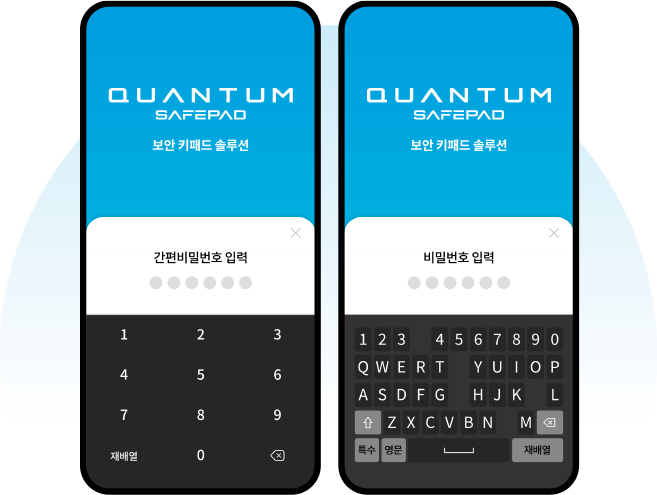 QUANTUM
SAFEPAD
보안 키패드 솔루션
간편비밀번호 입력
1 2 3
4 5 6
7 8 9
재배열 0
QUANTUM
SAFEPAD
보안 키패드 솔루션
비밀번호 입력
1 2 3 4 5 6 7 8 9 0
Q W E R T Y U I O P
A S D F G H J K L
Z X C V B N M
특수 영문 재배열